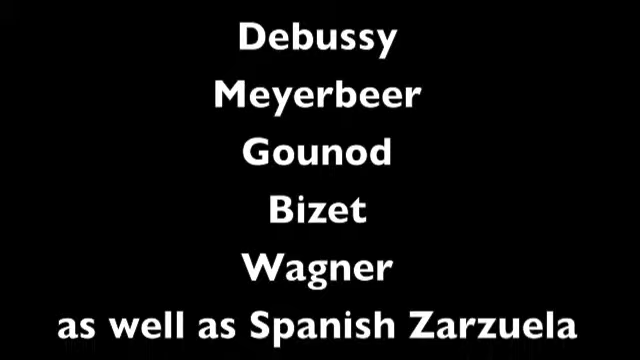 Debussy
Meyerbeer
Gounod
Bizet
Wagner
as well as Spanish Zarzuela